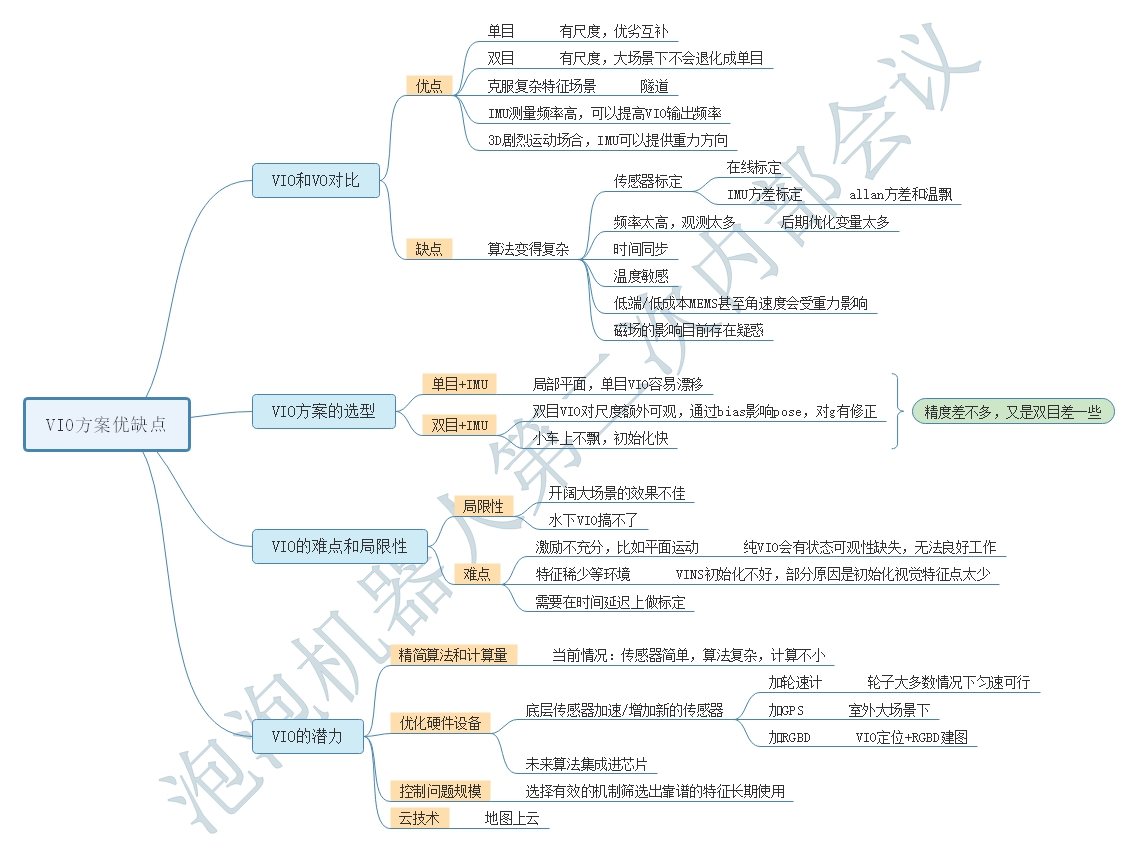 VIO方案优缺点
VIO和VO对比
优点
单目 有尺度，优劣互补
双目 有尺度，大场景下不会退化成单目
克服复杂特征场景 隧道
IMU测量频率高，可以提高VIO输出频率
3D剧烈运动场合，IMU可以提供重力方向
缺点
算法变得复杂
传感器标定
在线标定
IMU方差标定 allan方差和温飘
频率太高，观测太多 后期优化变量太多
时间同步
温度敏感
低端/低成本MEMS甚至角速度会受重力影响
磁场的影响目前存在疑惑
VIO方案的选型
单目+IMU 局部平面，单目VIO容易漂移
双目+IMU
双目VIO对尺度额外可观，通过bias影响pose，对g有修正
小车上不飘，初始化快
精度差不多，又是双目差一些
VIO的难点和局限性
局限性
开阔大场景的效果不佳
水下VIO搞不了
难点
激励不充分，比如平面运动 纯VIO会有状态可观性缺失，无法良好工作
特征稀少等环境 VINS初始化不好，部分原因是初始化视觉特征点太少
需要在时间延迟上做标定
VIO的潜力
精简算法和计算量 当前情况：传感器简单，算法复杂，计算不小
优化硬件设备
底层传感器加速/增加新的传感器
加轮速计 轮子大多数情况下匀速可行
加GPS 室外大场景下
加RGBD VIO定位+RGBD建图
未来算法集成进芯片
控制问题规模 选择有效的机制筛选出靠谱的特征长期使用
云技术 地图上云
泡泡机器人第二次内部会议